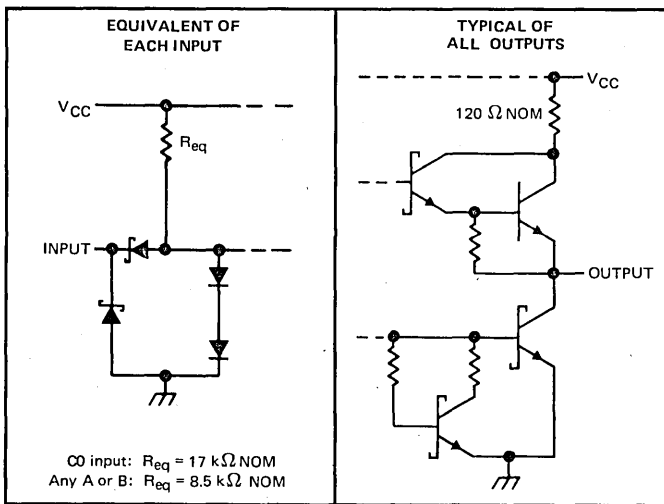 EQUIVALENT OF
EACH INPUT
VCC
Req
INPUT
C0 input: Req = 17 kΩ NOM
Any A or B: Req = 8.5 kΩ NOM
TYPICAL OF
ALL OUTPUTS
VCC
120 Ω NOM
OUTPUT